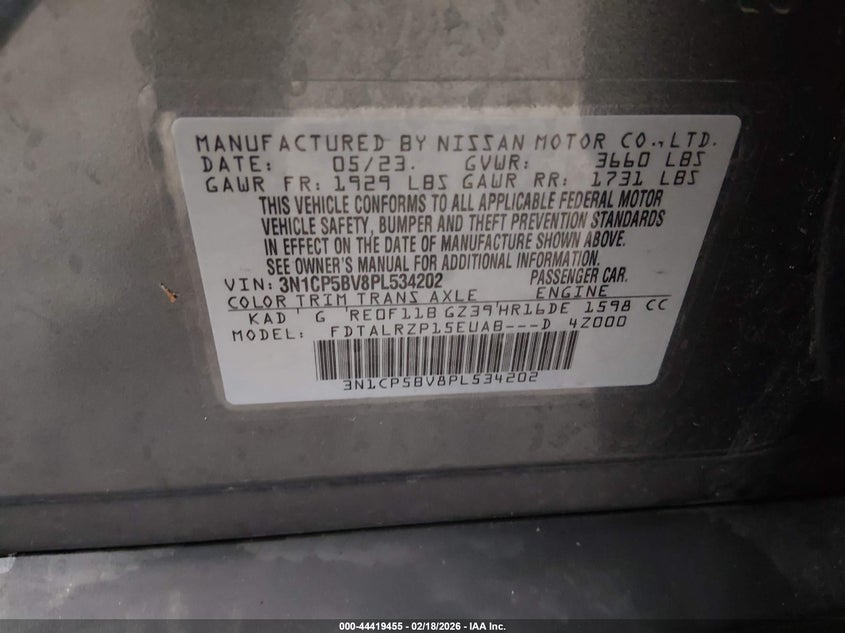 MANUFACTURED BY NISSAN MOTOR CO., LTD.
DATE: 05/23. GVWR: 3660 LBS
GAWR FR: 1929 LBS GAWR RR: 1731 LBS
THIS VEHICLE CONFORMS TO ALL APPLICABLE FEDERAL MOTOR
VEHICLE SAFETY, BUMPER AND THEFT PREVENTION STANDARDS
IN EFFECT ON THE DATE OF MANUFACTURE SHOWN ABOVE.
SEE OWNER'S MANUAL FOR ADDITIONAL INFORMATION.
VIN: 3N1CP5BV8PL534202 PASSENGER CAR.
COLOR TRIM TRANS AXLE ENGINE
KAD ' G 'RE0F11B GZ39'HR16DE 1598 CC
MODEL: FDTALRZP15EUAB---D 4Z000
3N1CP5BV8PL534202
000-44419455 - 02/18/2026 - IAA Inc.